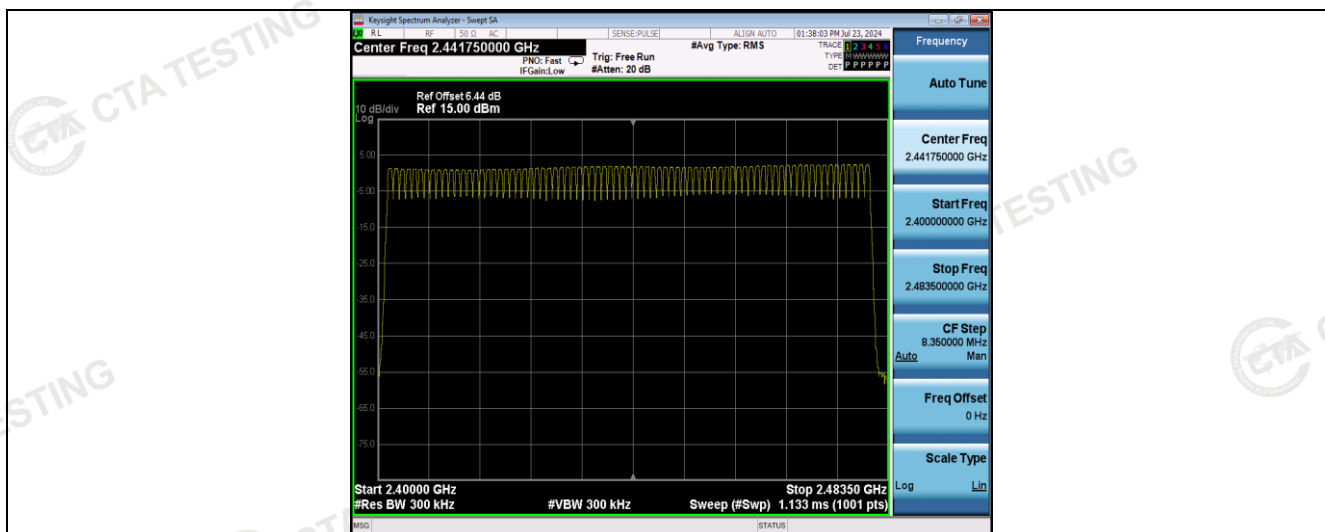 Keysight Spectrum Analyzer - Swept SA
RL RF 50 Ω AC SENSE:PULSE ALIGN AUTO 01:38:03 PM Jul 23, 2024
Center Freq 2.441750000 GHz
#Avg Type: RMS
TRACE 1 2 3 4 5 6
PNO: Fast Trig: Free Run
TYPE MWWWWW
IFGain:Low #Atten: 20 dB
DET P P P P P P
Ref Offset 6.44 dB
10 dB/div Ref 15.00 dBm
Log
5.00
-5.00
-15.0
-25.0
-35.0
-45.0
-55.0
-65.0
-75.0
Start 2.40000 GHz Stop 2.48350 GHz
#Res BW 300 kHz #VBW 300 kHz Sweep (#Swp) 1.133 ms (1001 pts)
MSG STATUS
Frequency
Auto Tune
Center Freq
2.441750000 GHz
Start Freq
2.400000000 GHz
Stop Freq
2.483500000 GHz
CF Step
8.350000 MHz
Auto Man
Freq Offset
0 Hz
Scale Type
Log Lin
CTA TESTING
CTA
TESTING
STING
CTA